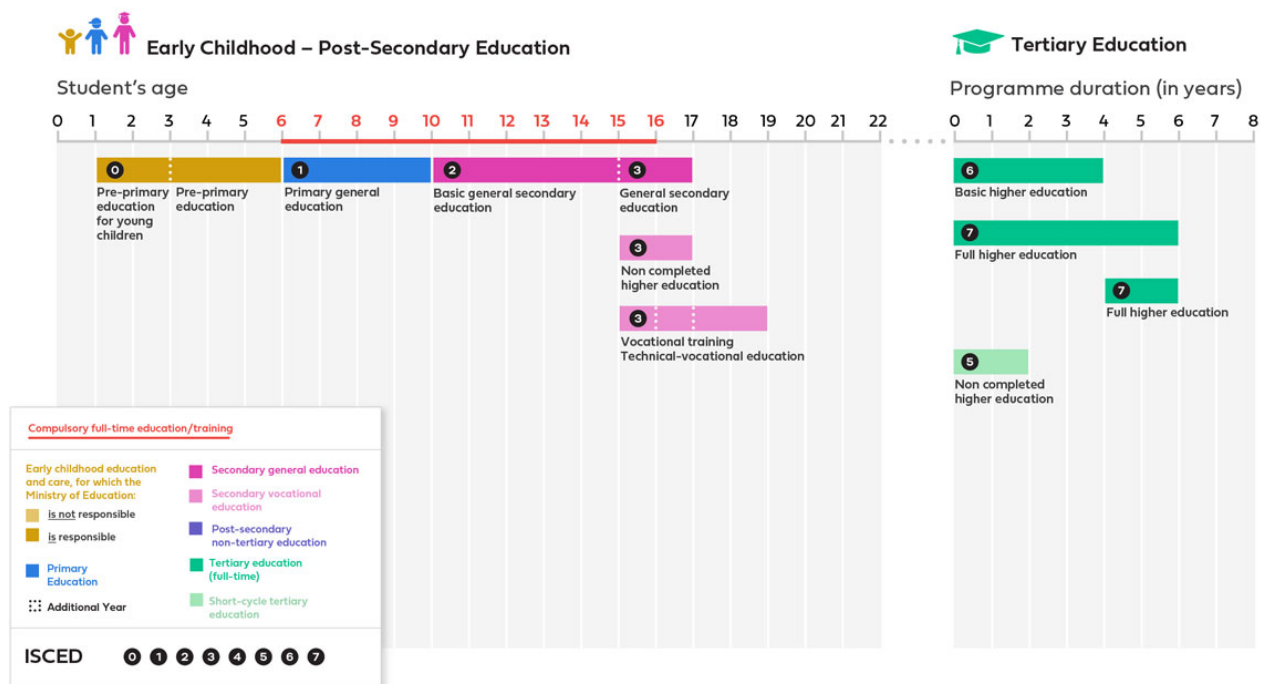 Early Childhood – Post-Secondary Education
Student's age
0 1 2 3 4 5 6 7 8 9 10 11 12 13 14 15 16 17 18 19 20 21 22
0
Pre-primary
education
for young
children
Pre-primary
education
1
Primary general
education
2
Basic general secondary
education
3
General secondary
education
3
Non completed
higher education
3
Vocational training
Technical-vocational education
Tertiary Education
Programme duration (in years)
0 1 2 3 4 5 6 7 8
6
Basic higher education
7
Full higher education
7
Full higher education
5
Non completed
higher education
Compulsory full-time education/training
Early childhood education
and care, for which the
Ministry of Education:
is not responsible
is responsible
Primary
Education
Additional Year
Secondary general education
Secondary vocational
education
Post-secondary
non-tertiary education
Tertiary education
(full-time)
Short-cycle tertiary
education
ISCED 0 1 2 3 4 5 6 7